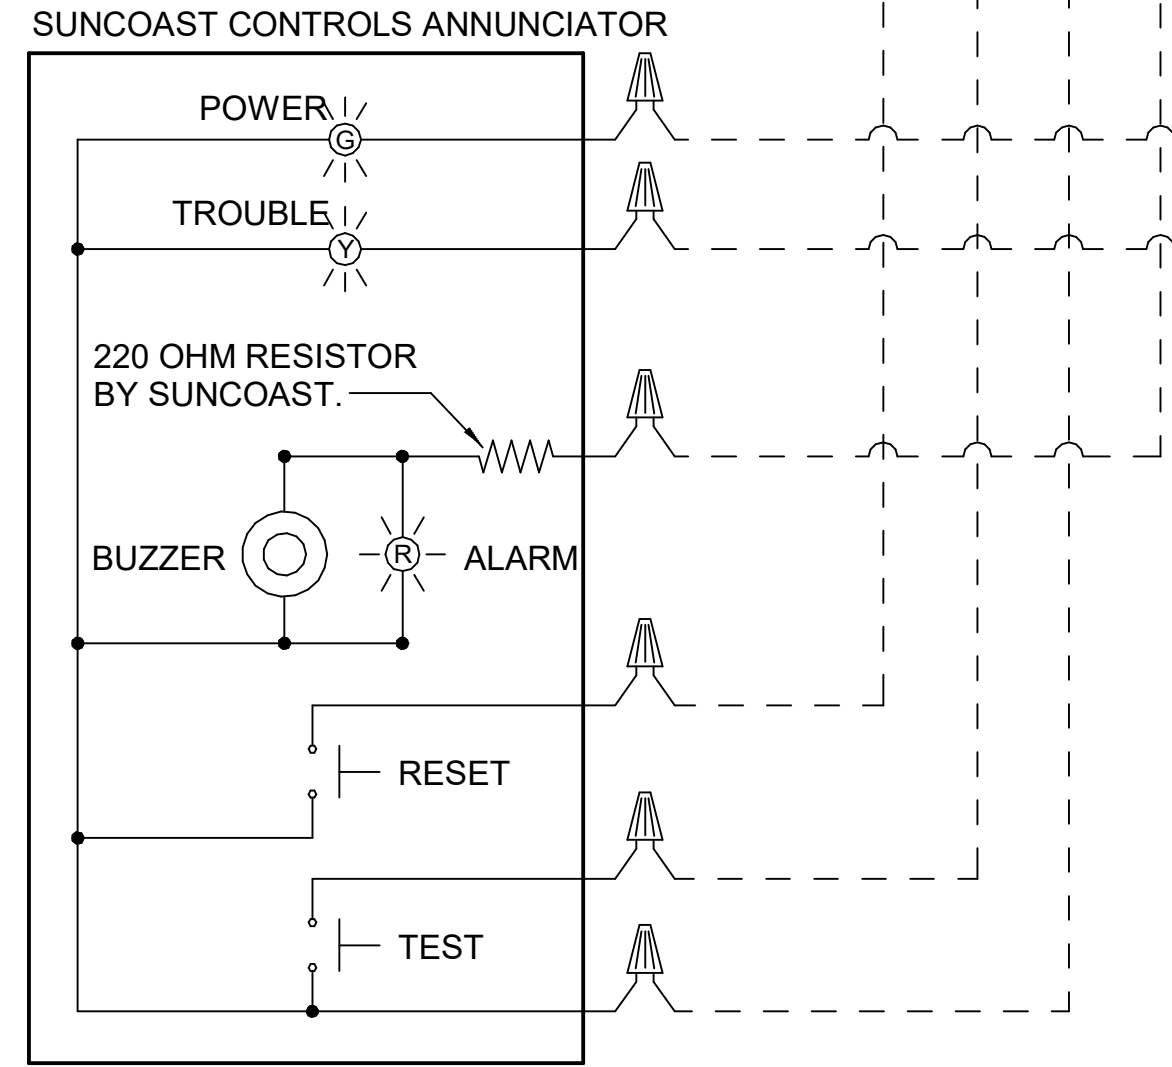 SUNCOAST CONTROLS ANNUNCIATOR
POWER
G
TROUBLE
Y
220 OHM RESISTOR
BY SUNCOAST.
BUZZER
R
ALARM
RESET
TEST